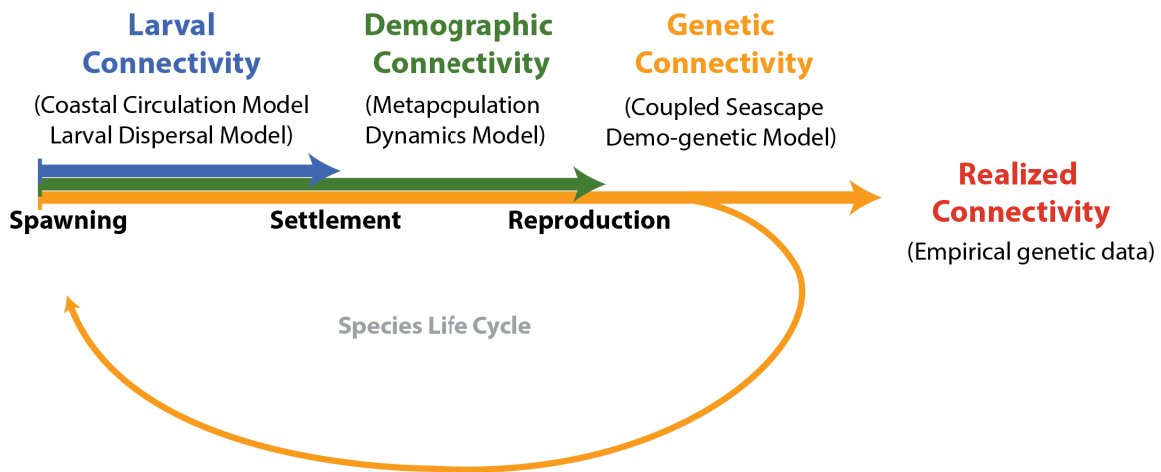 Larval
Connectivity
(Coastal Circulation Model
Larval Dispersal Model)
Demographic
Connectivity
(Metapopulation
Dynamics Model)
Genetic
Connectivity
(Coupled Seascape
Demo-genetic Model)
Realized
Connectivity
(Empirical genetic data)
Spawning
Settlement
Reproduction
Species Life Cycle